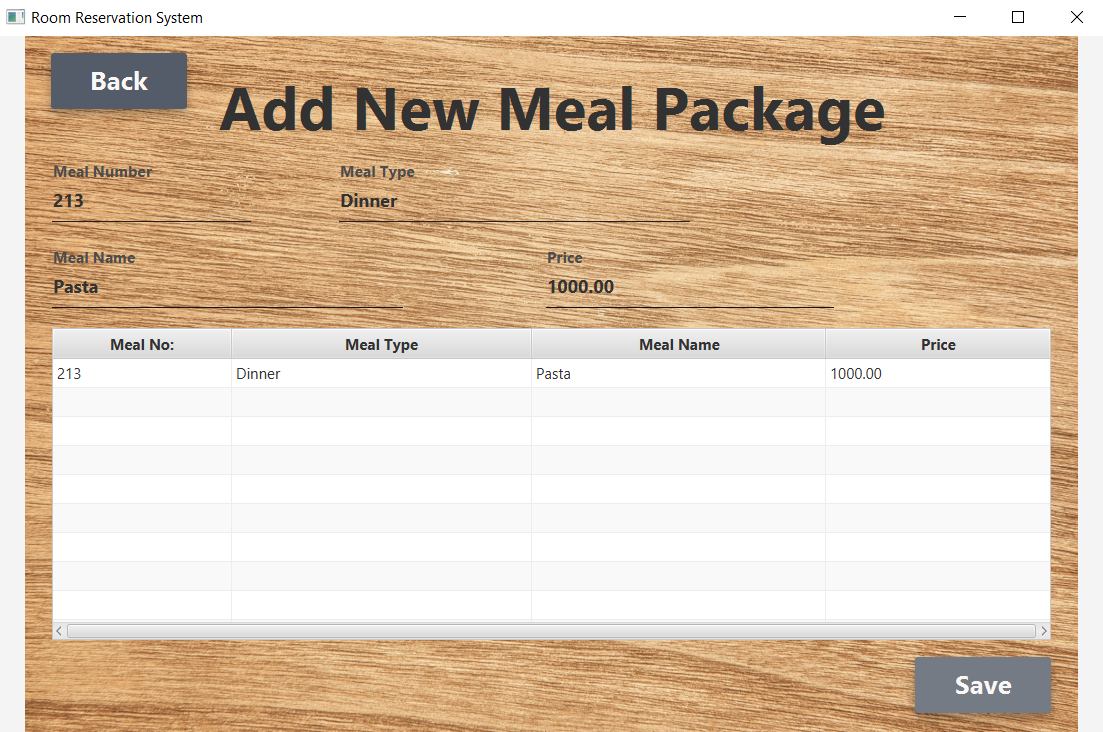 Room Reservation System
Back
Add New Meal Package
Meal Number Meal Type
213 Dinner
Meal Name Price
Pasta 1000.00
Meal No: Meal Type Meal Name Price
213 Dinner Pasta 1000.00
Save